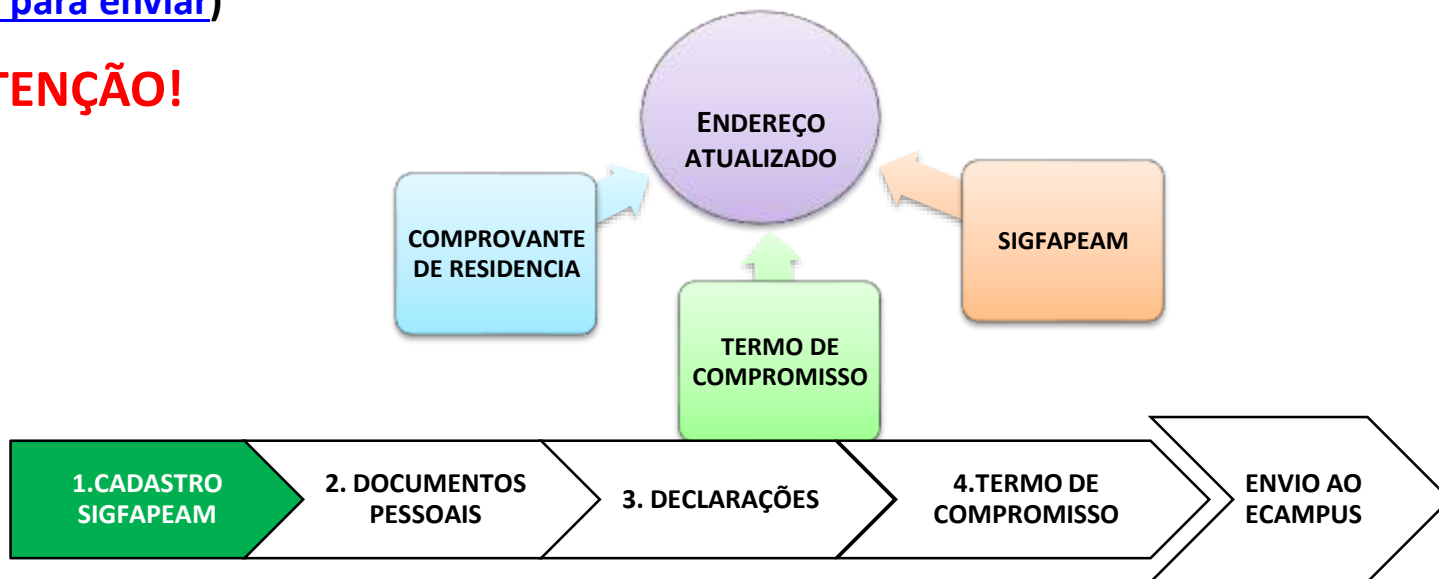 para enviar)
TENÇÃO!
ENDEREÇO
ATUALIZADO
COMPROVANTE
DE RESIDENCIA
SIGFAPEAM
TERMO DE
COMPROMISSO
1.CADASTRO
SIGFAPEAM
2. DOCUMENTOS
PESSOAIS
3. DECLARAÇÕES
4.TERMO DE
COMPROMISSO
ENVIO AO
ECAMPUS